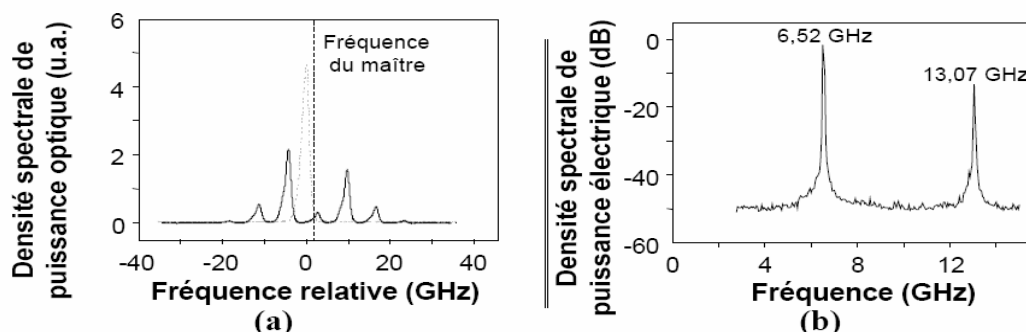 (a)
Densité spectrale de
puissance optique (u.a.)
6
4
2
0
Fréquence
du maître
-40 -20 0 20 40
Fréquence relative (GHz)
(a)
(b)
Densité spectrale de
puissance électrique (dB)
0
-20
-40
-60
6,52 GHz
13,07 GHz
0 4 8 12
Fréquence (GHz)
(b)